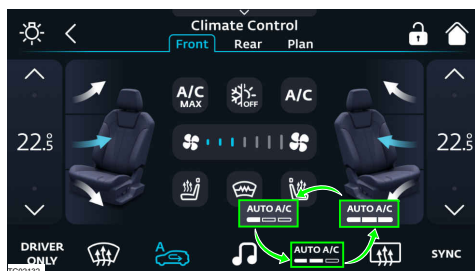 Climate Control
Front Rear Plan
A/C
MAX
OFF
A/C
22.5°
22.5°
AUTO A/C
AUTO A/C
DRIVER
ONLY
A
AUTO A/C
SYNC